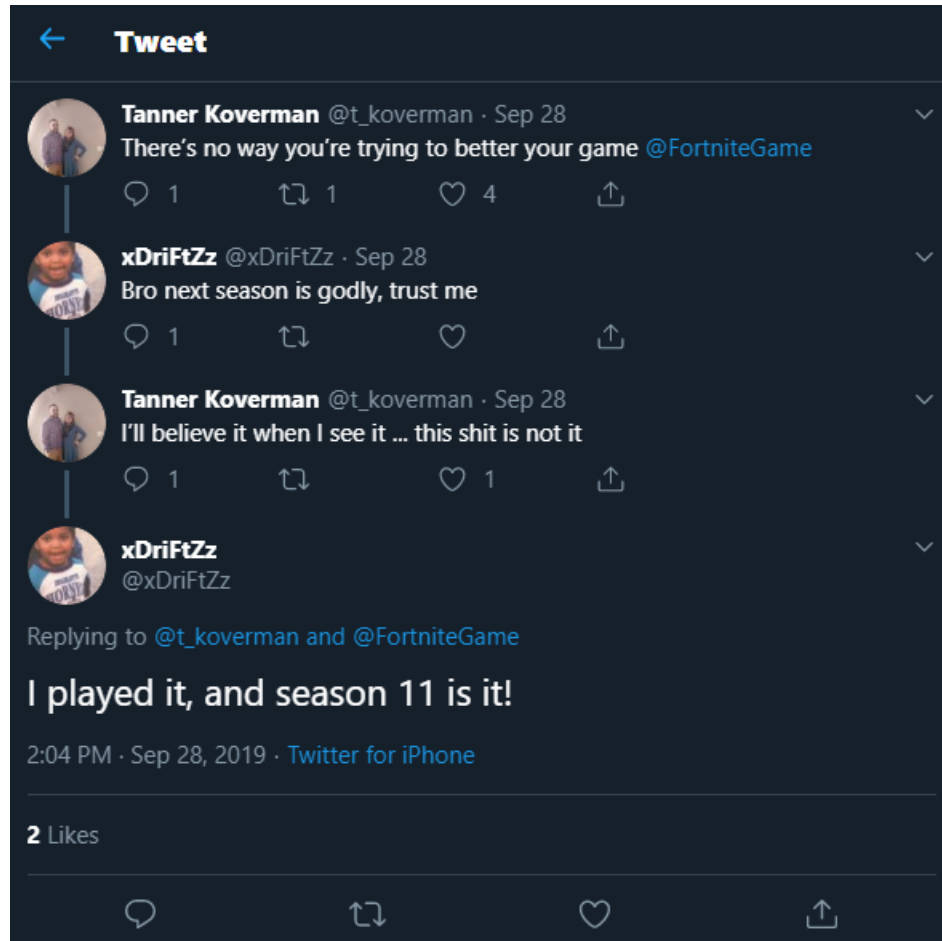 Tweet
Tanner Koverman @t_koverman · Sep 28
There's no way you're trying to better your game @FortniteGame
1 1 4
xDriFtZz @xDriFtZz · Sep 28
Bro next season is godly, trust me
1
Tanner Koverman @t_koverman · Sep 28
I'll believe it when I see it ... this shit is not it
1 1
xDriFtZz
@xDriFtZz
Replying to @t_koverman and @FortniteGame
I played it, and season 11 is it!
2:04 PM · Sep 28, 2019 · Twitter for iPhone
2 Likes